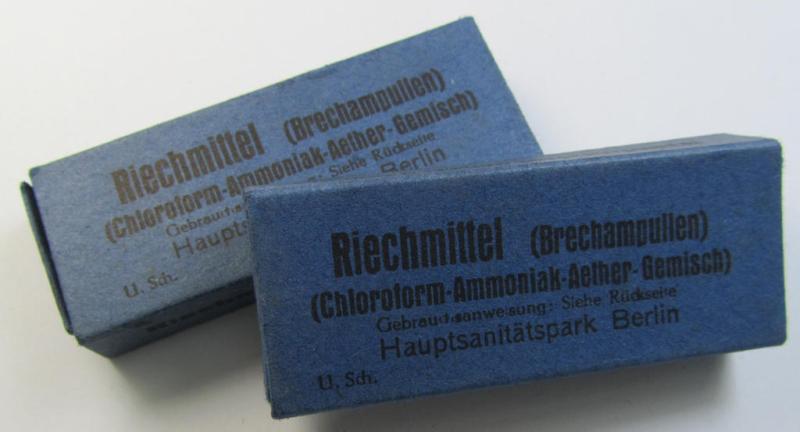 Riechmittel (Brechampullen)
(Chloroform-Ammoniak-Aether-Gemisch)
Siehe Rückseite
Berlin
U. Sch.
Riechmittel
Riechmittel (Brechampullen)
(Chloroform-Ammoniak-Aether-Gemisch)
Gebrauchsanweisung: Siehe Rückseite
Hauptsanitätspark Berlin
U. Sch.